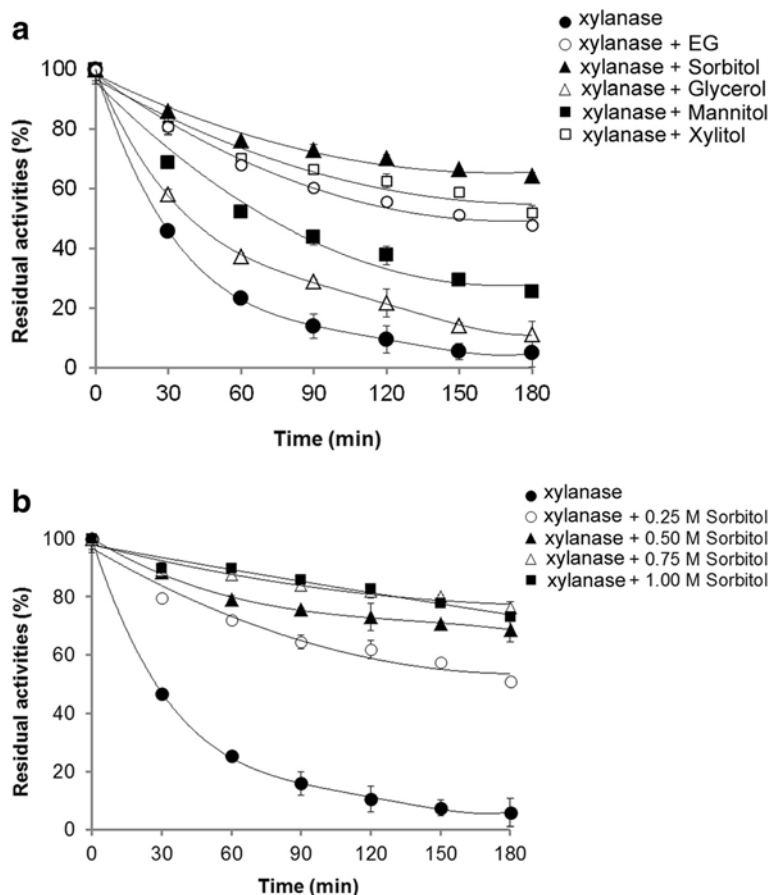 a
xylanase
xylanase + EG
xylanase + Sorbitol
xylanase + Glycerol
xylanase + Mannitol
xylanase + Xylitol
Residual activities (%)
100
80
60
40
20
0
0 30 60 90 120 150 180
Time (min)
b
xylanase
xylanase + 0.25 M Sorbitol
xylanase + 0.50 M Sorbitol
xylanase + 0.75 M Sorbitol
xylanase + 1.00 M Sorbitol
Residual activities (%)
100
80
60
40
20
0
0 30 60 90 120 150 180
Time (min)